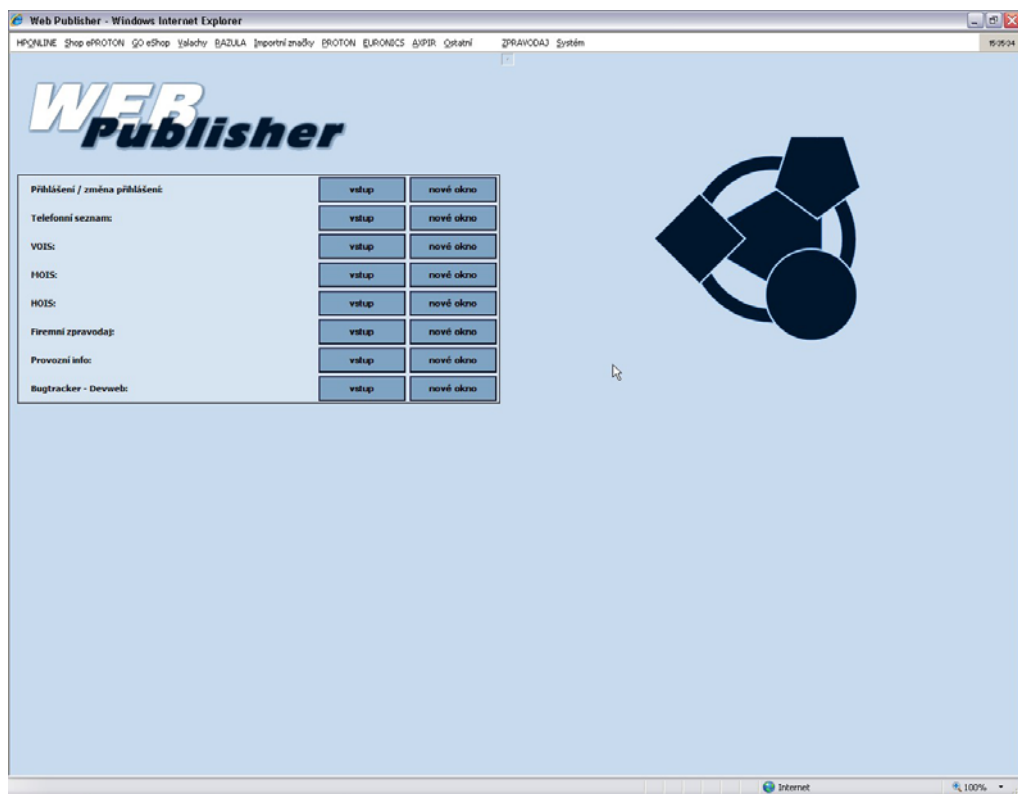 Web Publisher - Windows Internet Explorer
HPONLINE Shop ePROTON GO eShop Valachy BAZULA Importní značky PROTON EURONICS AXPIR Ostatní ZPRAVODAJ Systém 15:35:24
WEB
Publisher
Přihlášení / změna přihlášení: vstup nové okno
Telefonní seznam: vstup nové okno
VOIS: vstup nové okno
MOIS: vstup nové okno
HOIS: vstup nové okno
Firemní zpravodaj: vstup nové okno
Provozní info: vstup nové okno
Bugtracker - Devweb: vstup nové okno
Internet 100%